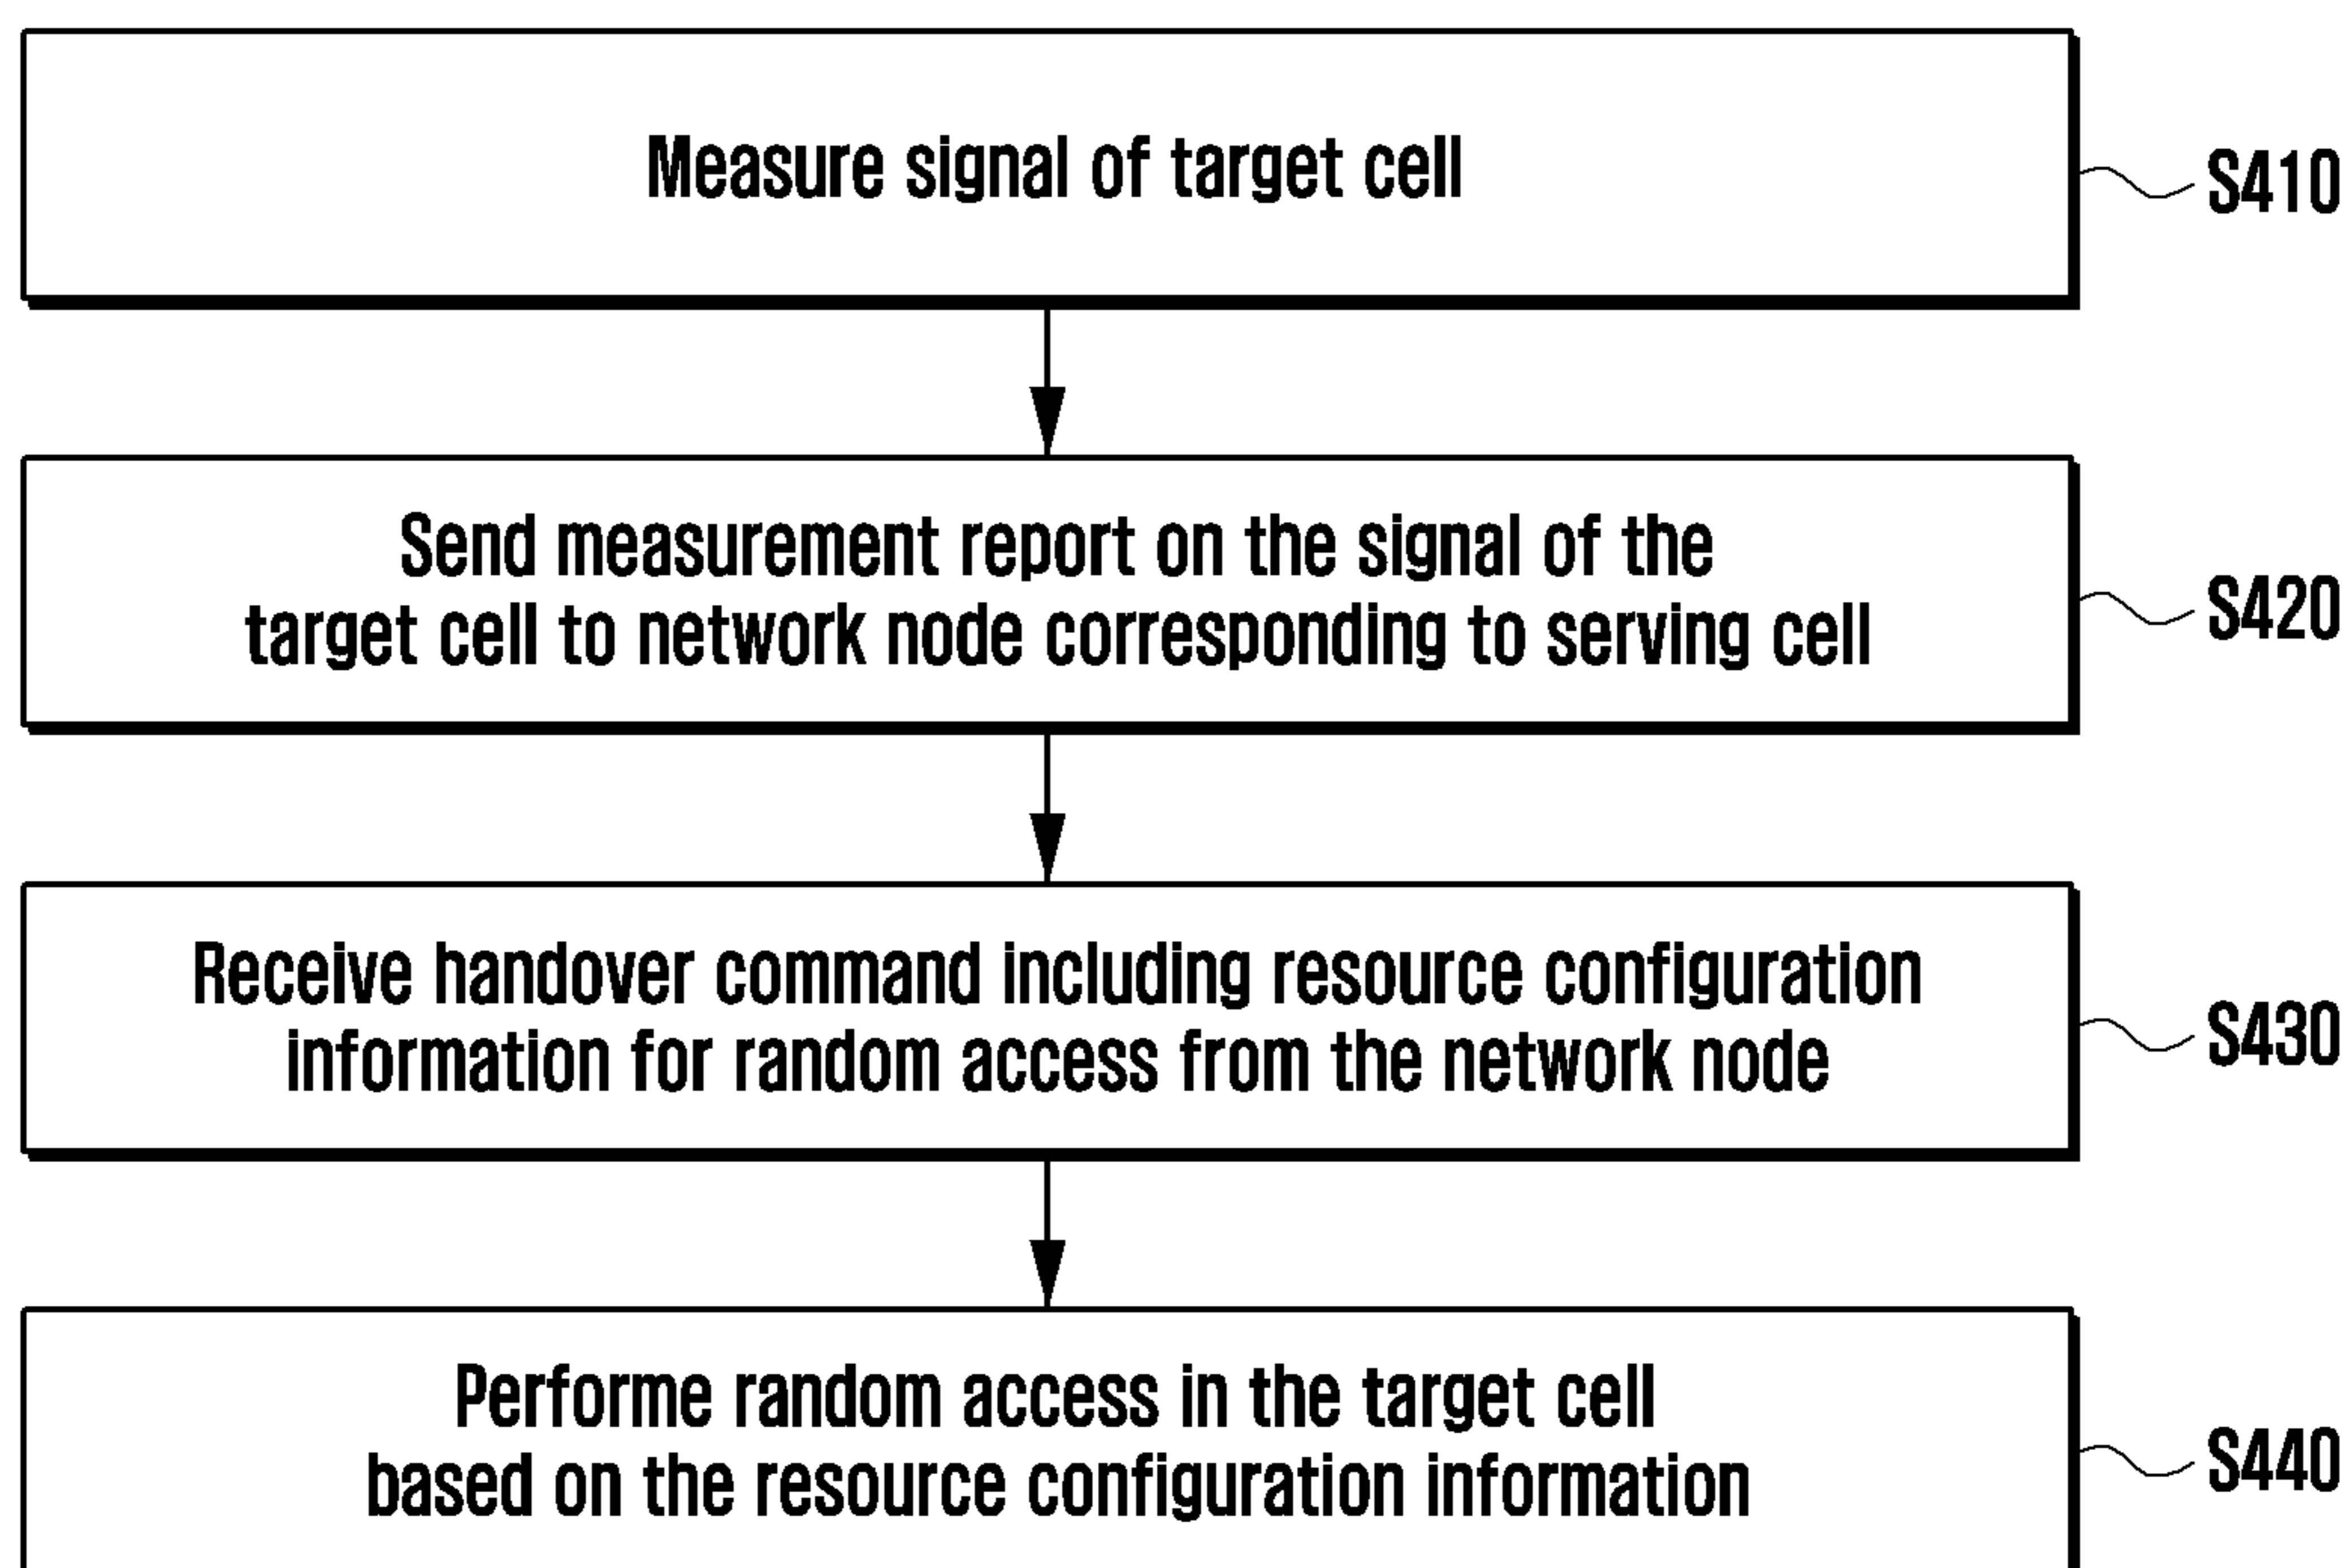 Measure signal of target cell
S410
Send measurement report on the signal of the
target cell to network node corresponding to serving cell
S420
Receive handover command including resource configuration
information for random access from the network node
S430
Performe random access in the target cell
based on the resource configuration information
S440